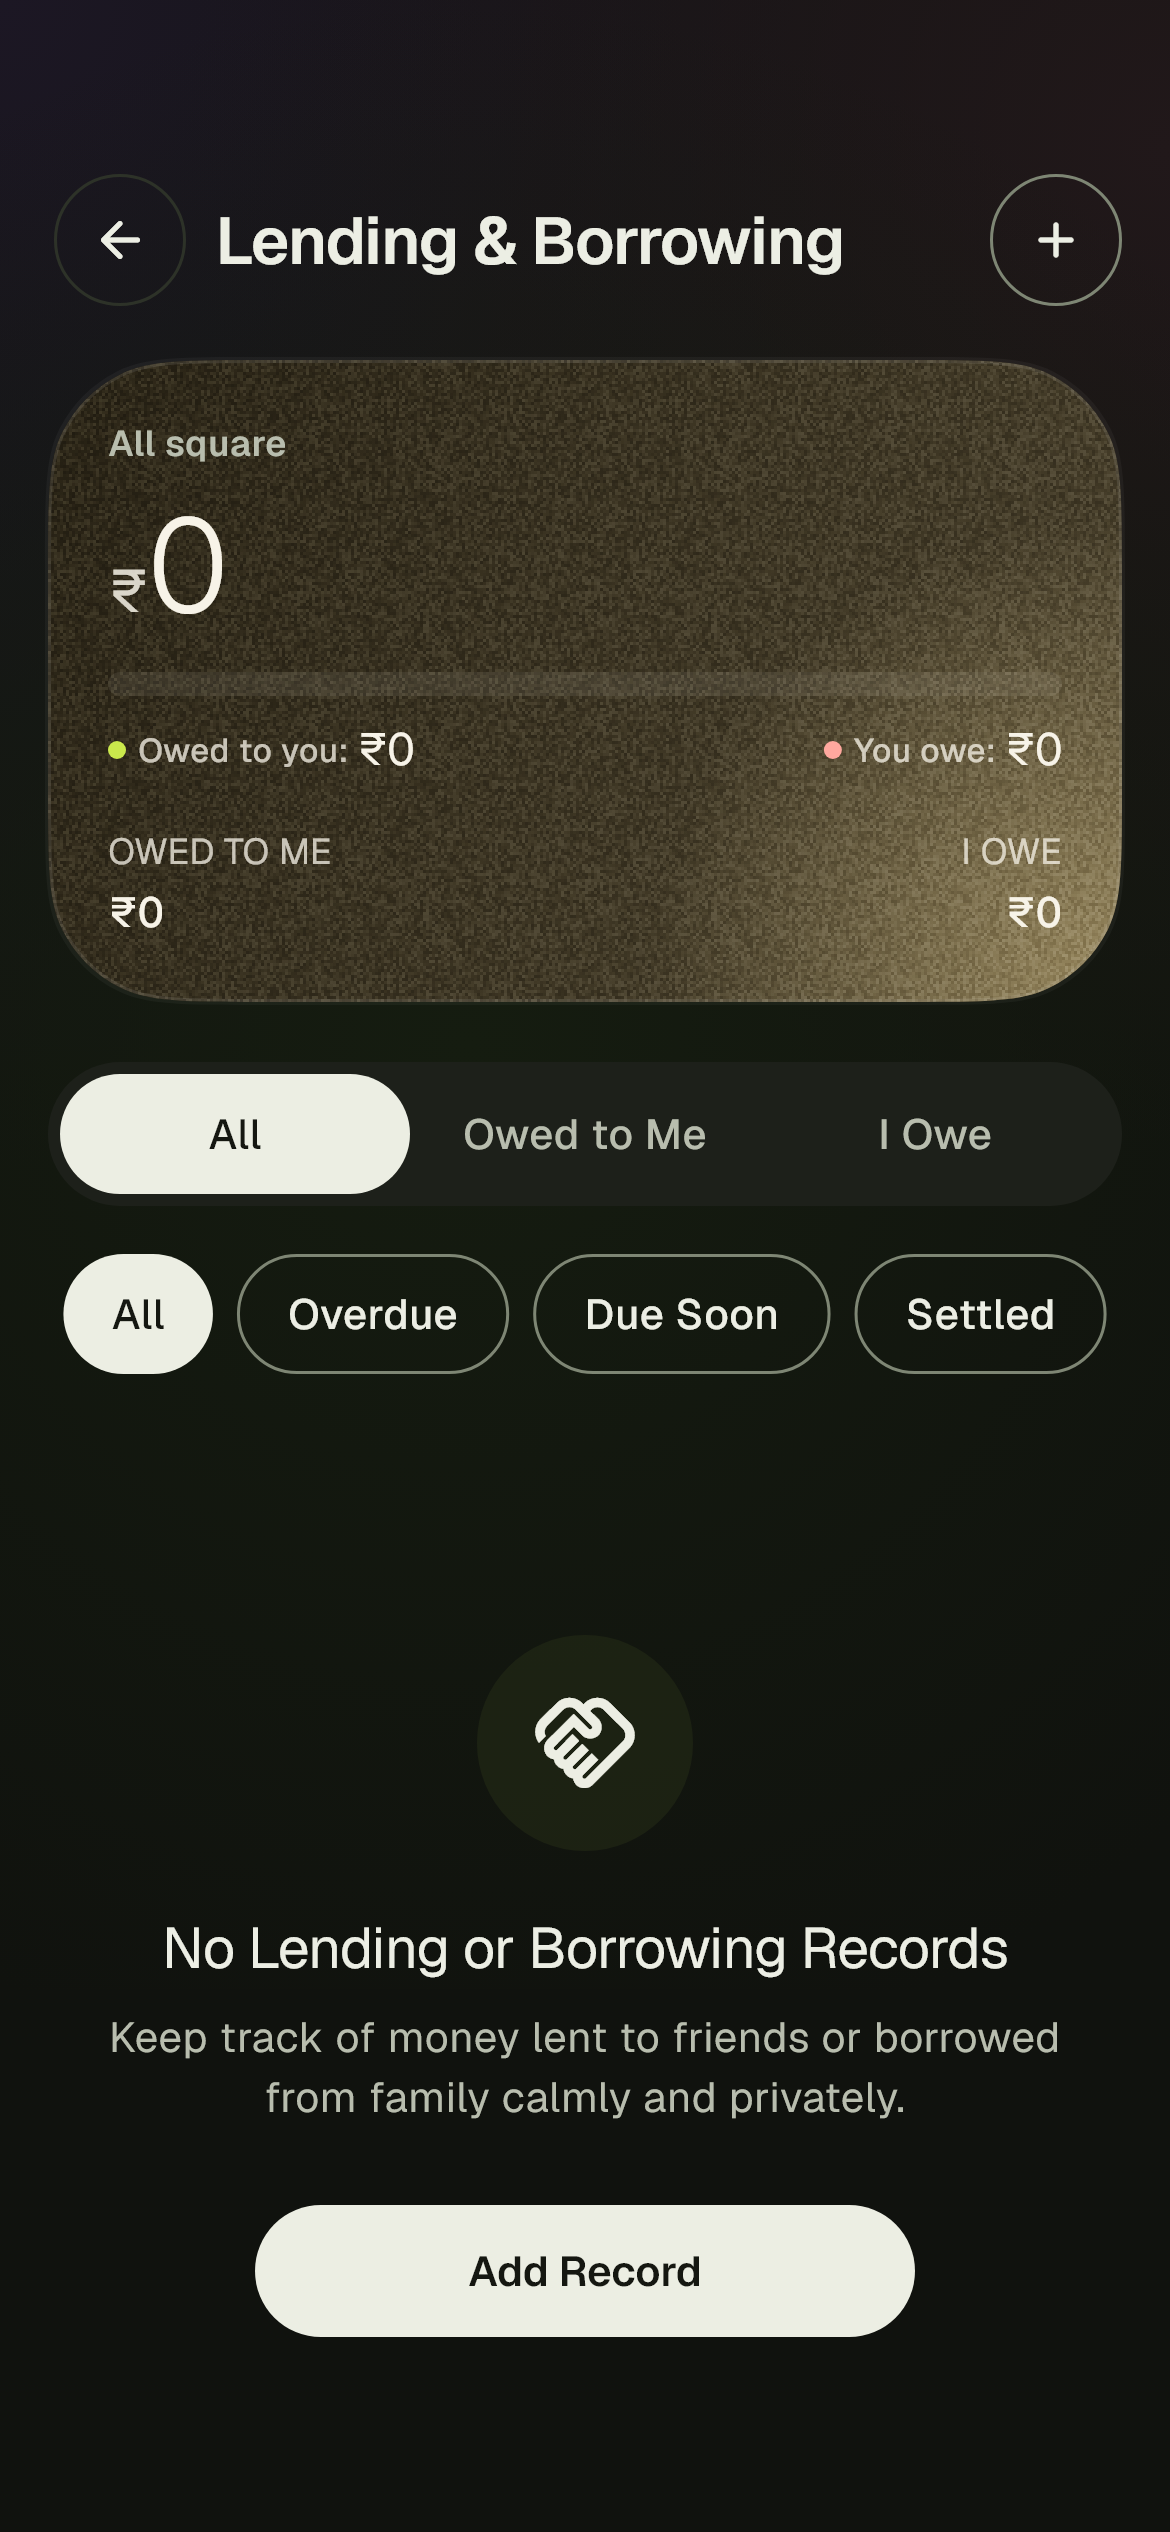 Lending & Borrowing
All square
₹0
Owed to you: ₹0
You owe: ₹0
OWED TO ME
I OWE
₹0
₹0
All
Owed to Me
I Owe
All
Overdue
Due Soon
Settled
No Lending or Borrowing Records
Keep track of money lent to friends or borrowed
from family calmly and privately.
Add Record